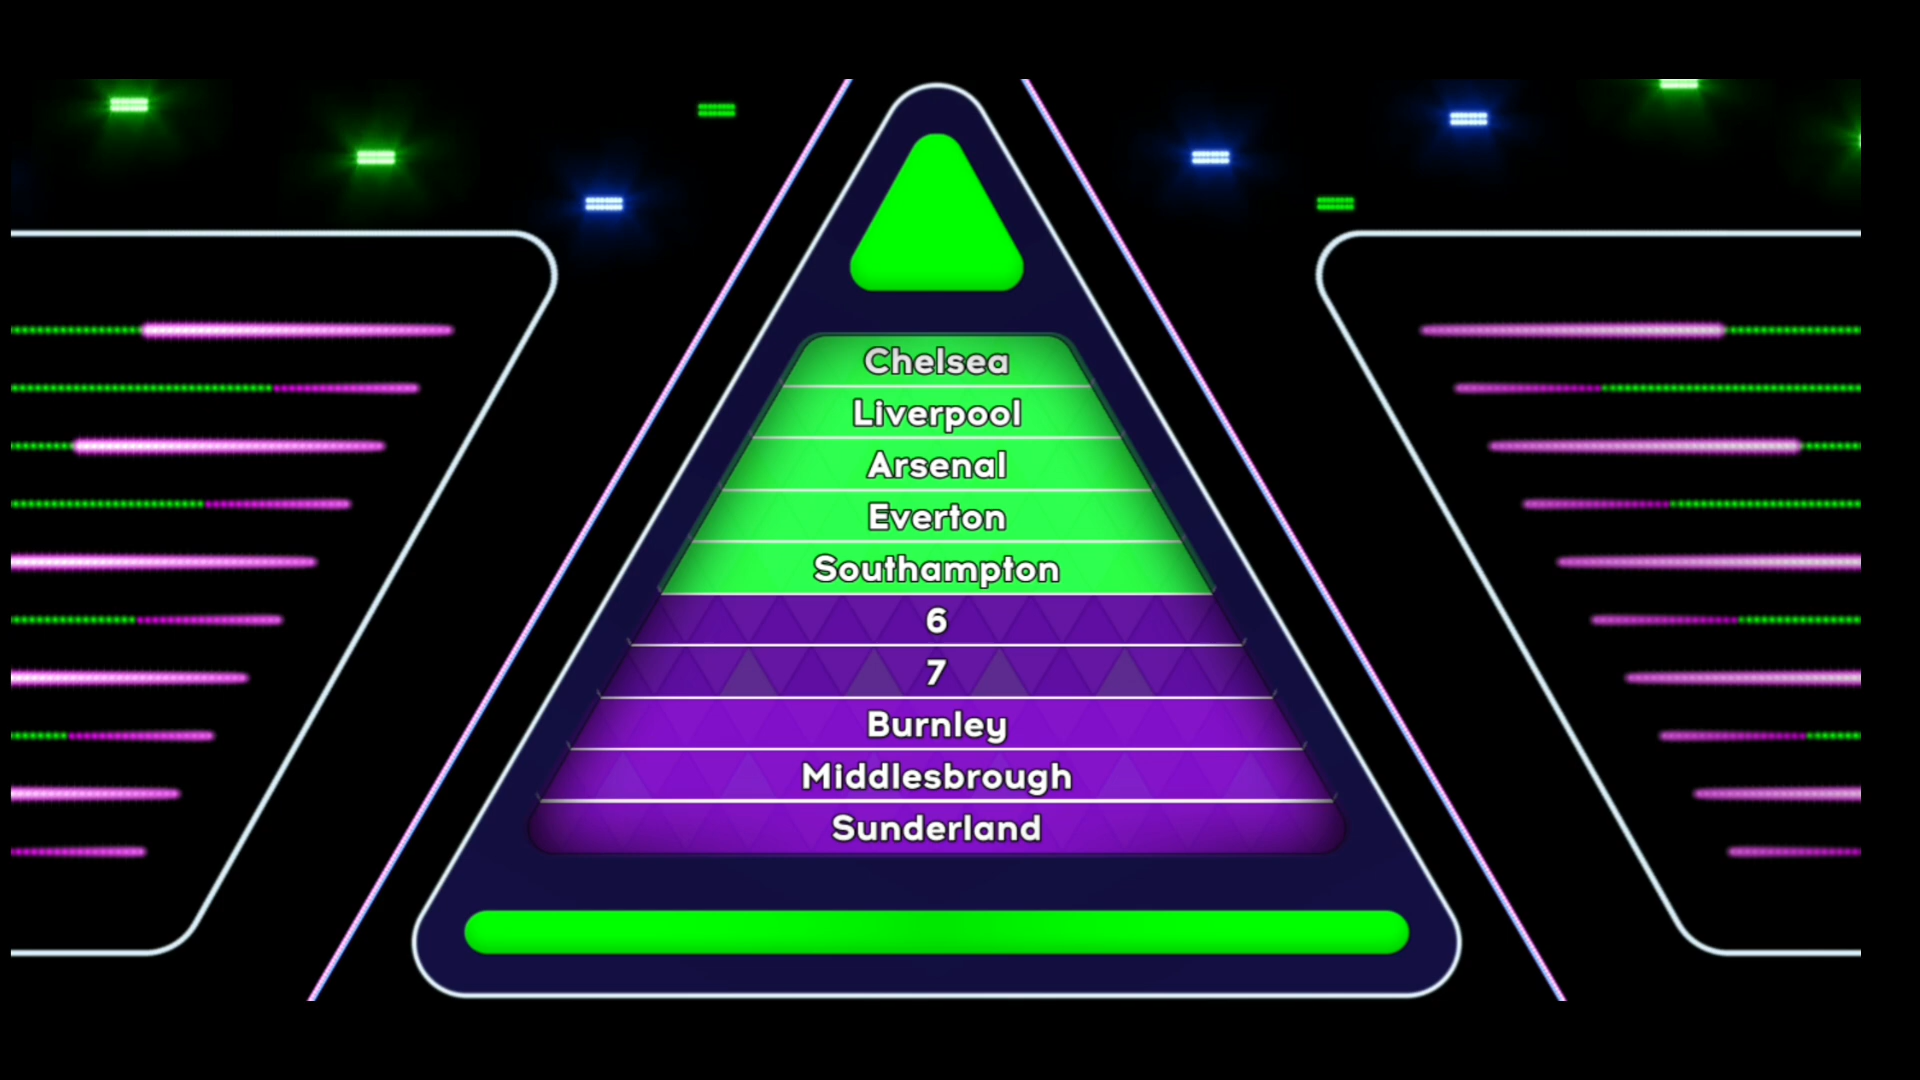 Chelsea
Liverpool
Arsenal
Everton
Southampton
6
7
Burnley
Middlesbrough
Sunderland